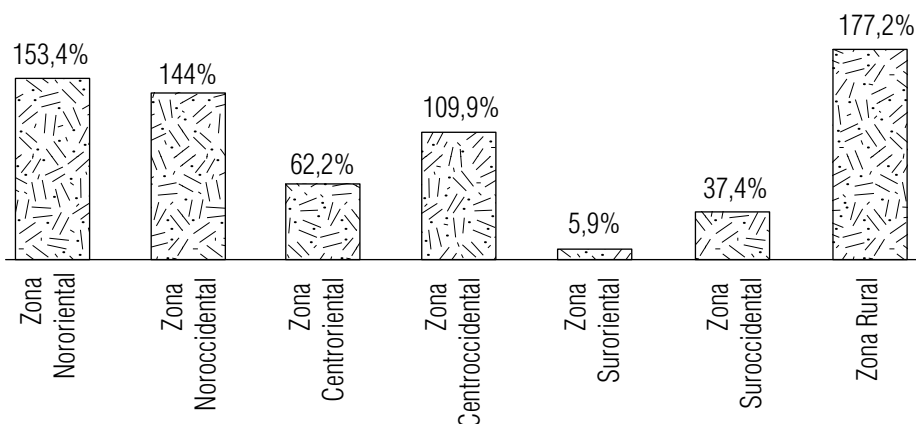 153,4%
144%
62,2%
109,9%
5,9%
37,4%
177,2%
Zona
Nororiental
Zona
Noroccidental
Zona
Centroriental
Zona
Centroccidental
Zona
Suroriental
Zona
Suroccidental
Zona Rural